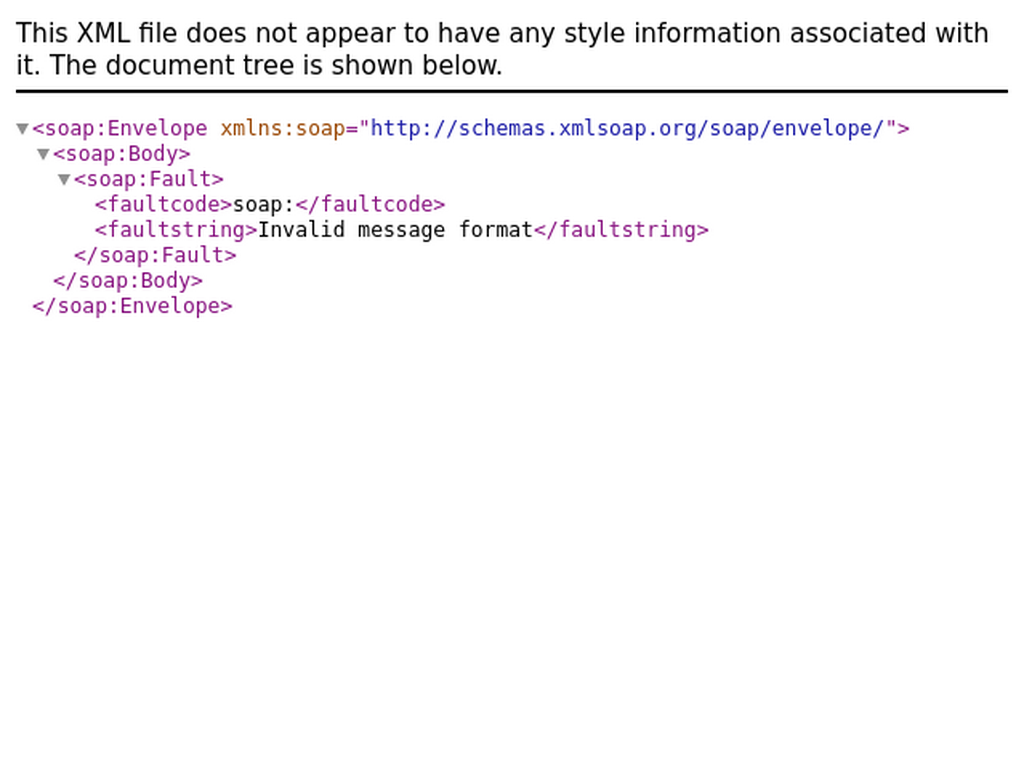 This XML file does not appear to have any style information associated with
it. The document tree is shown below.
<soap:Envelope xmlns:soap="http://schemas.xmlsoap.org/soap/envelope/">
<soap:Body>
<soap:Fault>
<faultcode>soap:</faultcode>
<faultstring>Invalid message format</faultstring>
</soap:Fault>
</soap:Body>
</soap:Envelope>